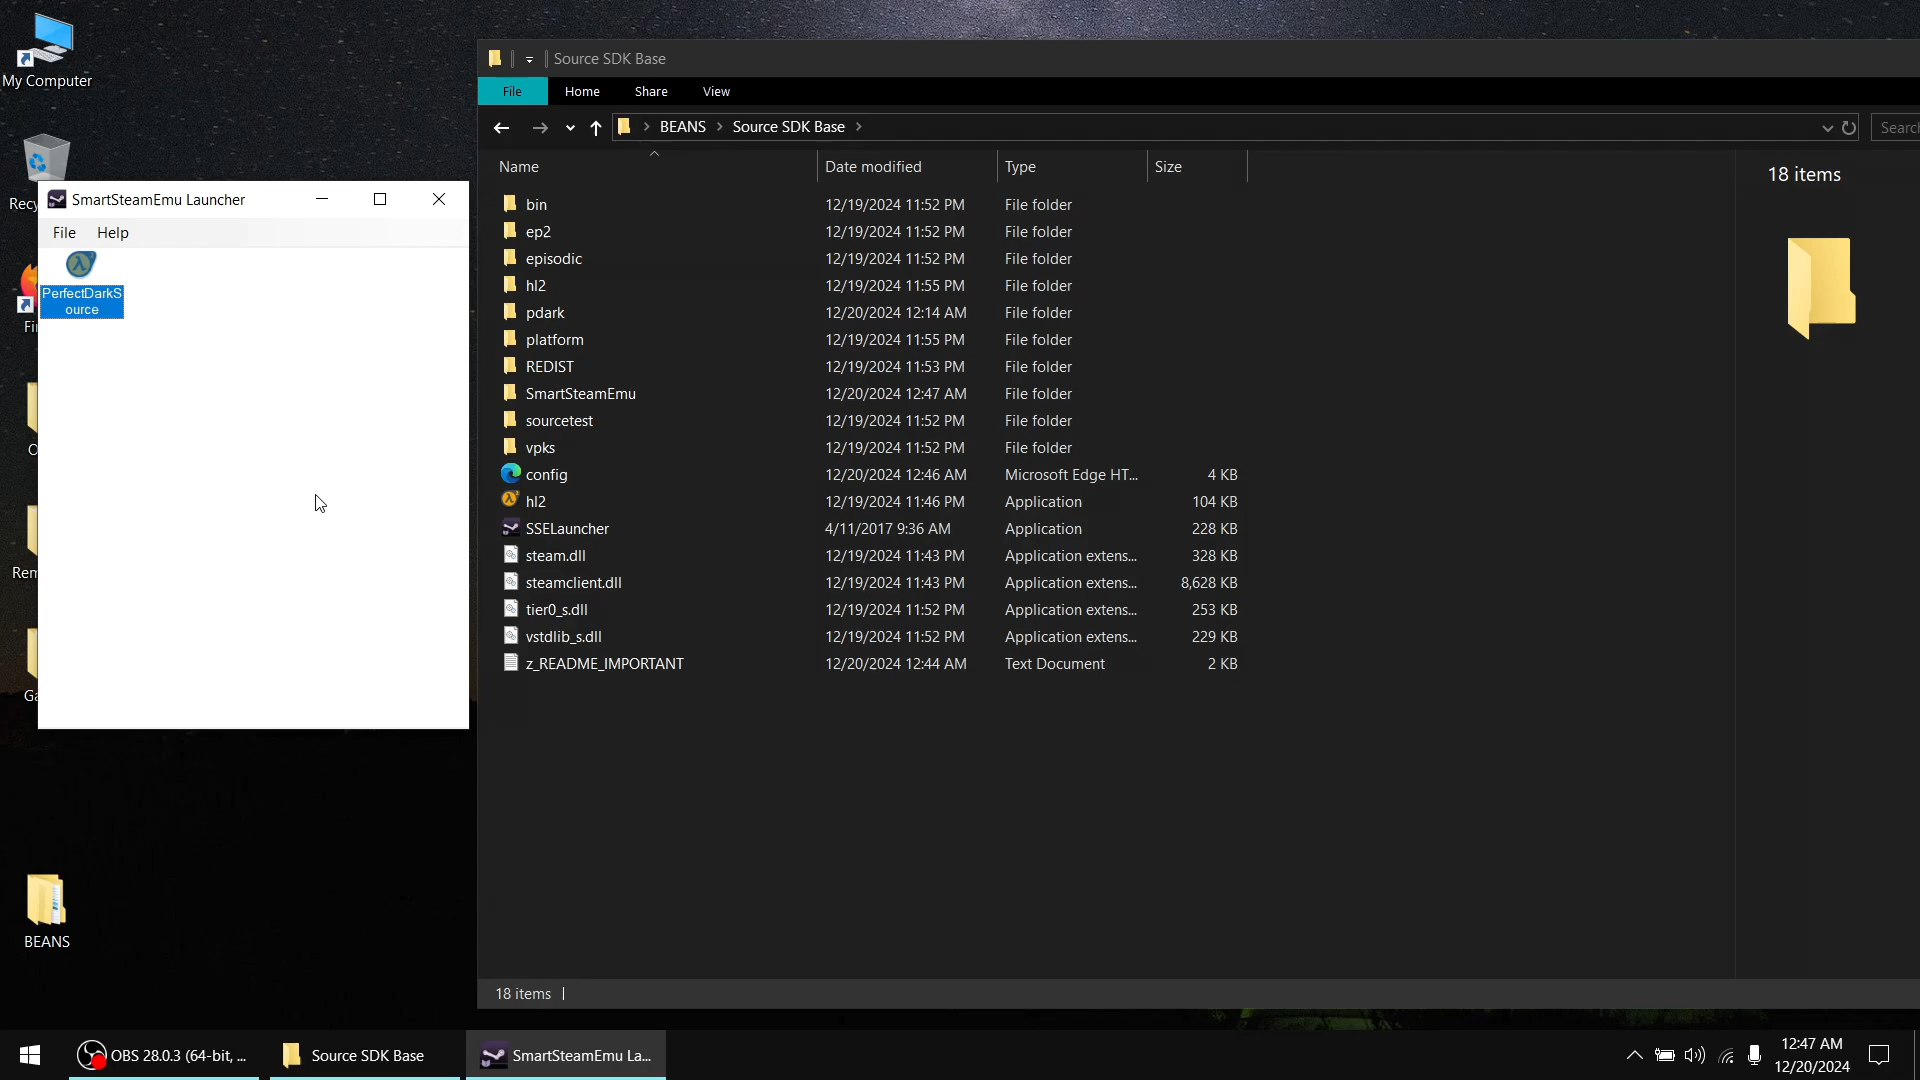 My Computer
Recy
Fi
O
Rem
Ga
BEANS
SmartSteamEmu Launcher
File Help
PerfectDarkS
ource
Source SDK Base
File Home Share View
BEANS Source SDK Base
Search
Name Date modified Type Size
bin 12/19/2024 11:52 PM File folder
ep2 12/19/2024 11:52 PM File folder
episodic 12/19/2024 11:52 PM File folder
hl2 12/19/2024 11:55 PM File folder
pdark 12/20/2024 12:14 AM File folder
platform 12/19/2024 11:55 PM File folder
REDIST 12/19/2024 11:53 PM File folder
SmartSteamEmu 12/20/2024 12:47 AM File folder
sourcetest 12/19/2024 11:52 PM File folder
vpks 12/19/2024 11:52 PM File folder
config 12/20/2024 12:46 AM Microsoft Edge HT... 4 KB
hl2 12/19/2024 11:46 PM Application 104 KB
SSELauncher 4/11/2017 9:36 AM Application 228 KB
steam.dll 12/19/2024 11:43 PM Application extens... 328 KB
steamclient.dll 12/19/2024 11:43 PM Application extens... 8,628 KB
tier0_s.dll 12/19/2024 11:52 PM Application extens... 253 KB
vstdlib_s.dll 12/19/2024 11:52 PM Application extens... 229 KB
z_README_IMPORTANT 12/20/2024 12:44 AM Text Document 2 KB
18 items
18 items
OBS 28.0.3 (64-bit, ...
Source SDK Base
SmartSteamEmu La...
12:47 AM
12/20/2024